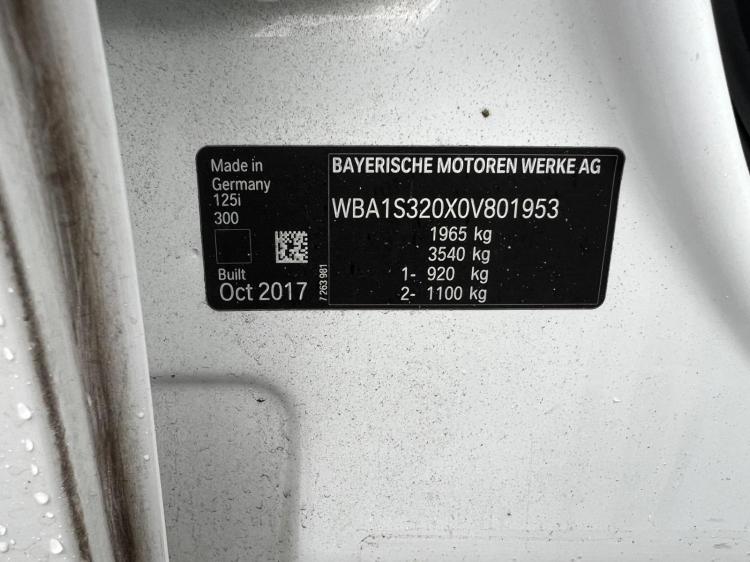 Made in
Germany
125i
300
Built
Oct 2017
7 263 981
BAYERISCHE MOTOREN WERKE AG
WBA1S320X0V801953
1965 kg
3540 kg
1- 920 kg
2- 1100 kg